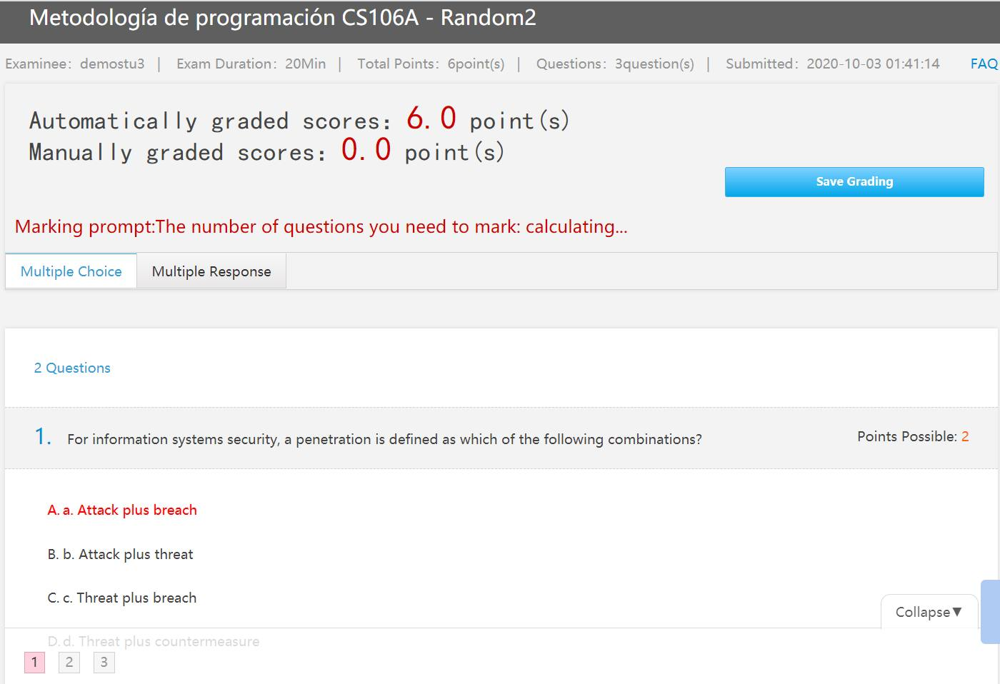 Metodología de programación CS106A - Random2
Examinee: demostu3 | Exam Duration: 20Min | Total Points: 6point(s) | Questions: 3question(s) | Submitted: 2020-10-03 01:41:14 FAQ
Automatically graded scores: 6.0 point(s)
Manually graded scores: 0.0 point(s)
Save Grading
Marking prompt:The number of questions you need to mark: calculating...
Multiple Choice Multiple Response
2 Questions
1. For information systems security, a penetration is defined as which of the following combinations? Points Possible: 2
A. a. Attack plus breach
B. b. Attack plus threat
C. c. Threat plus breach
Collapse▼
D. d. Threat plus countermeasure
1 2 3